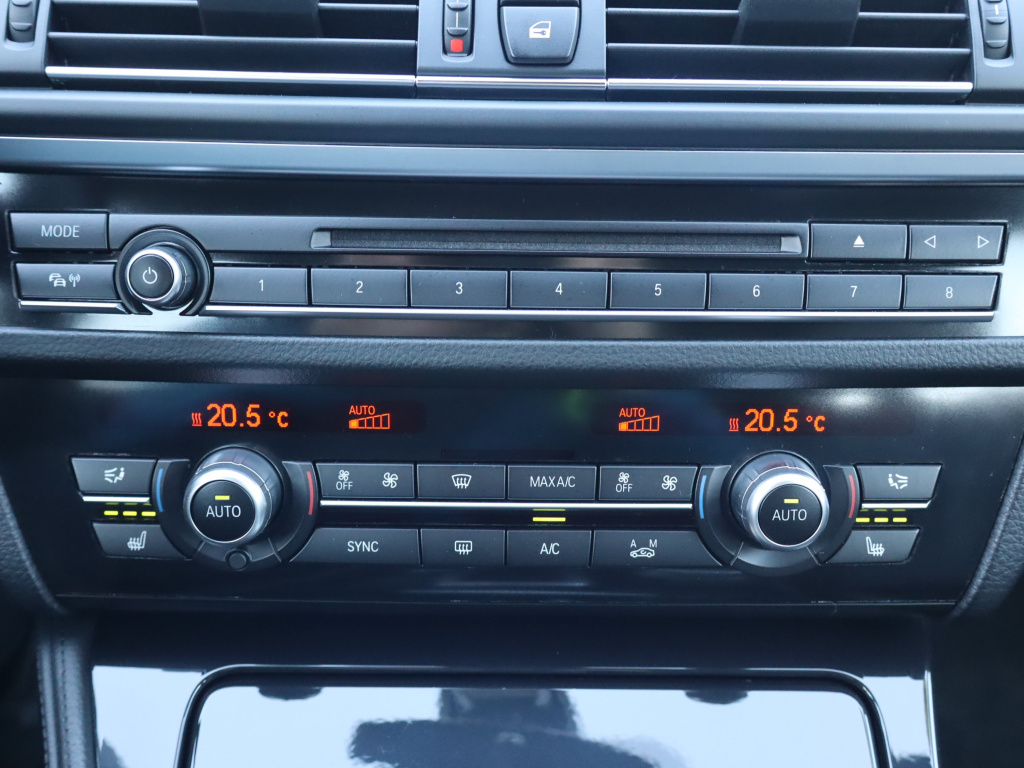 MODE
1 2 3 4 5 6 7 8
20.5 °C AUTO AUTO 20.5 °C
OFF MAX A/C OFF
AUTO AUTO
SYNC A/C A M